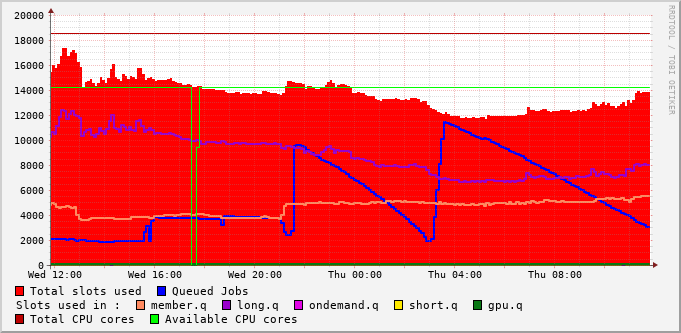 20000
18000
16000
14000
12000
10000
8000
6000
4000
2000
0
Wed 12:00 Wed 16:00 Wed 20:00 Thu 00:00 Thu 04:00 Thu 08:00
Total slots used Queued Jobs
Slots used in : member.q long.q ondemand.q short.q gpu.q
Total CPU cores Available CPU cores
RRDTOOL / TOBI OETIKER